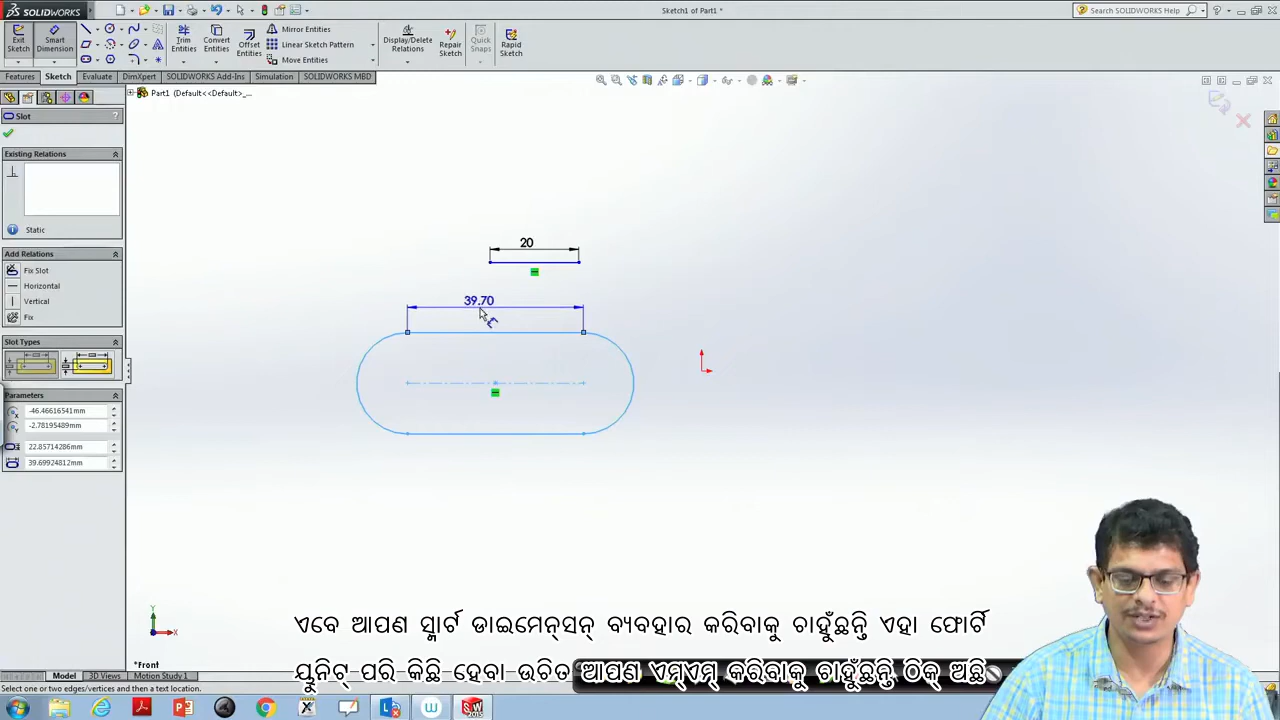 SOLIDWORKS
Sketch1 of Part1 *
Search SOLIDWORKS Help
Exit Sketch
Smart Dimension
Trim Entities
Convert Entities
Offset Entities
Mirror Entities
Linear Sketch Pattern
Move Entities
Display/Delete Relations
Repair Sketch
Quick Snaps
Rapid Sketch
Features Sketch Evaluate DimXpert SOLIDWORKS Add-Ins Simulation SOLIDWORKS MBD
Part1 (Default<<Default>_...
Slot
Existing Relations
Static
Add Relations
Fix Slot
Horizontal
Vertical
Fix
Slot Types
Parameters
-46.46616541mm
-2.78195489mm
22.85714286mm
39.69924812mm
20
39.70
Y
X
*Front
ଏବେ ଆପଣ ସ୍ମାର୍ଟ ଡାଇମେନ୍‌ସନ୍ ବ୍ୟବହାର କରିବାକୁ ଚାହୁଁଛନ୍ତି ଏହା ଫୋର୍ଟି
ୟୁନିଟ୍ ପରି କିଛି ହେବା ଉଚିତ ଆପଣ ଏମ୍ଏମ୍ କରିବାକୁ ଚାହୁଁଛନ୍ତି ଠିକ୍ ଅଛି
Model 3D Views Motion Study 1
Select one or two edges/vertices and then a text location.